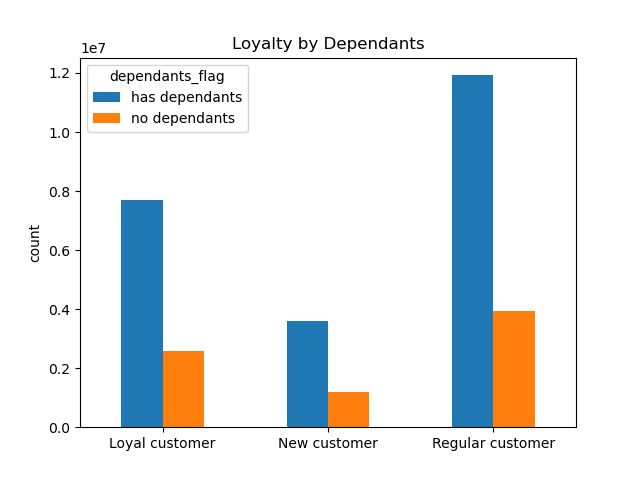 Loyalty by Dependants
1e7
dependants_flag
has dependants
no dependants
1.2
1.0
0.8
0.6
0.4
0.2
0.0
count
Loyal customer
New customer
Regular customer